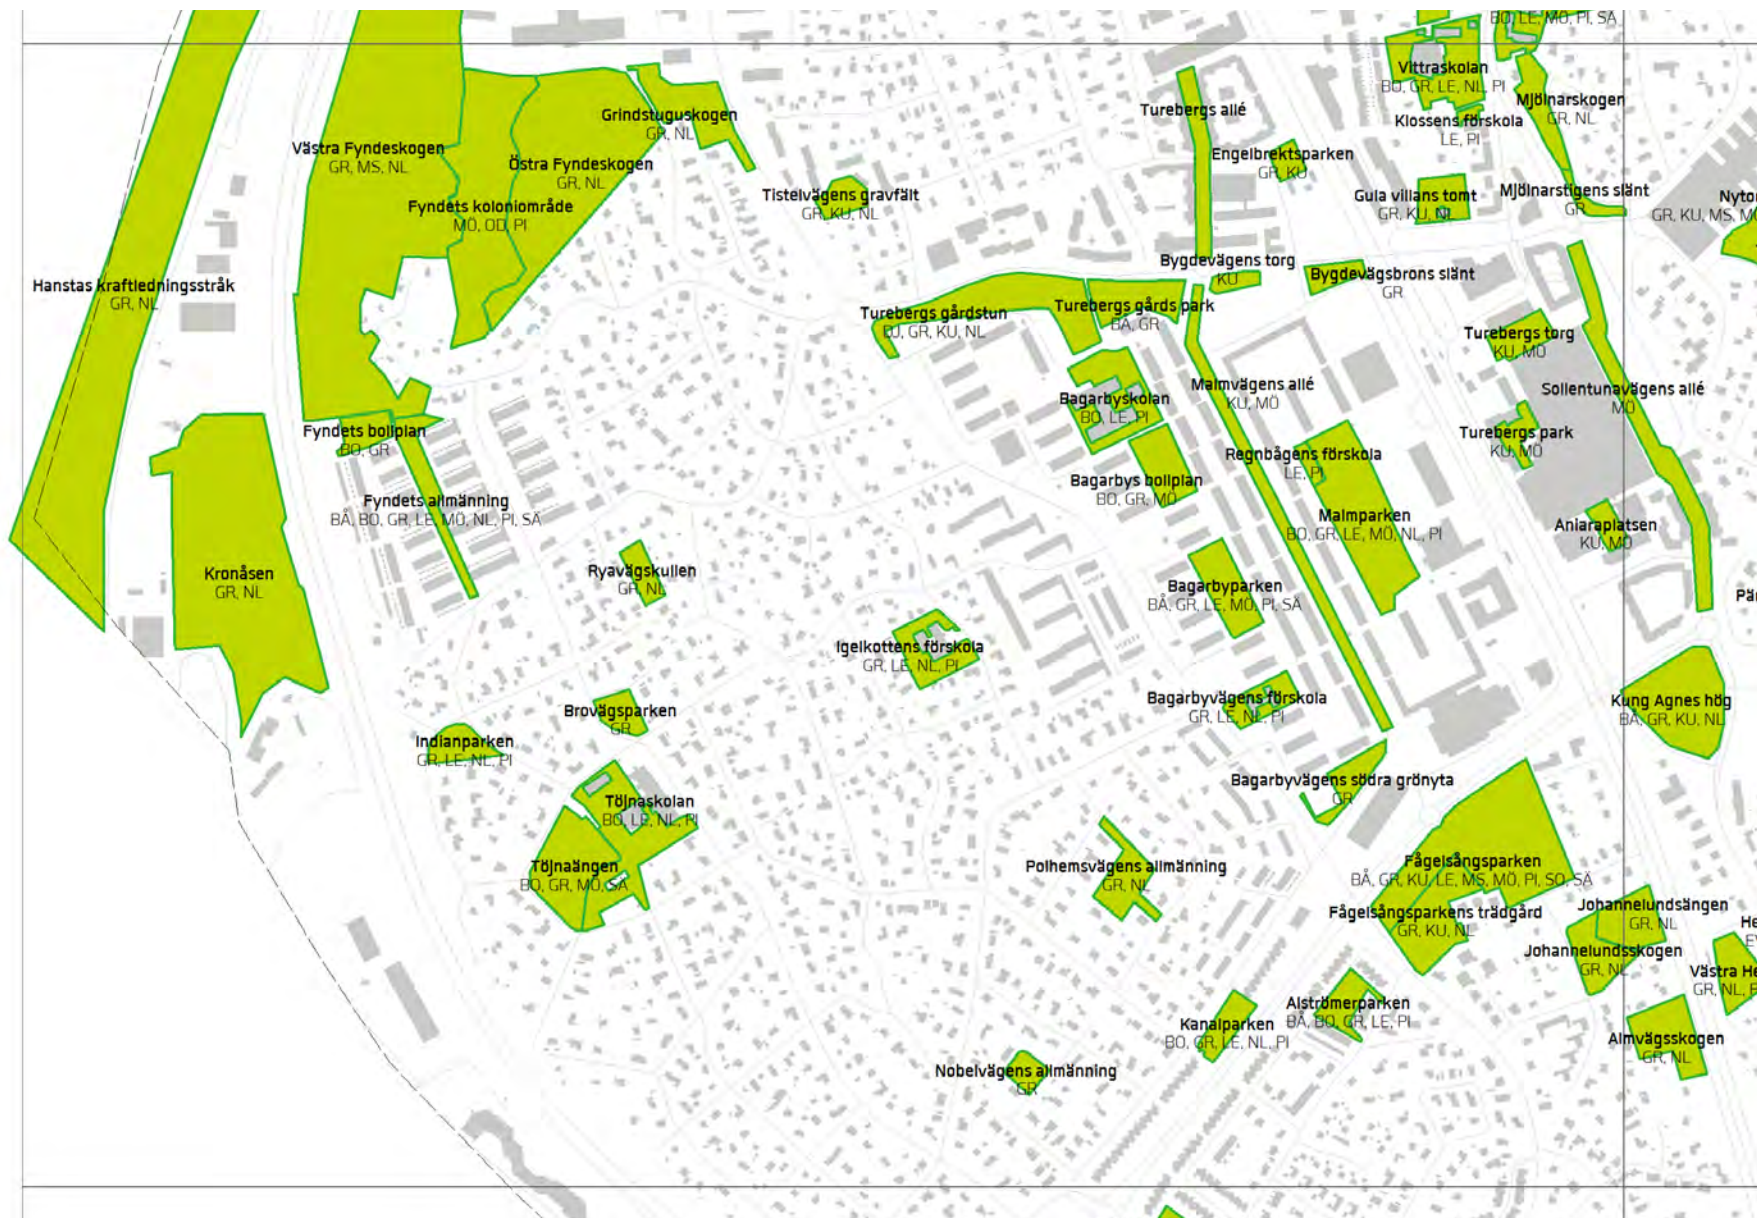 BO, LE, MÖ, PI, SÄ
Vittraskolan
BO, GR, LE, NL, PI
Mjölnarskogen
GR, NL
Klossens förskola
LE, PI
Grindstuguskogen
GR, NL
Turebergs allé
Västra Fyndeskogen
GR, MS, NL
Östra Fyndeskogen
GR, NL
Engelbrektsparken
GR, KU
Tistelvägens gravfält
GR, KU, NL
Gula villans tomt
GR, KU, NL
Mjölnarstigens slänt
GR
GR, KU, MS,
Fyndets koloniområde
MÖ, OD, PI
Hanstas kraftledningsstråk
GR, NL
Bygdevägens torg
KU
Bygdevägsbrons slänt
GR
Turebergs gårdstun
DJ, GR, KU, NL
Turebergs gårds park
BÅ, GR
Turebergs torg
KU, MÖ
Malmvägens allé
KU, MÖ
Sollentunavägens allé
MÖ
Bagarbyskolan
BO, LE, PI
Fyndets bollplan
BO, GR
Turebergs park
KU, MÖ
Regnbågens förskola
LE, PI
Bagarbys bollplan
BO, GR, MÖ
Fyndets allmänning
BÅ, BO, GR, LE, MÖ, NL, PI, SÄ
Malmparken
BO, GR, LE, MÖ, NL, PI
Aniaraplatsen
KU, MÖ
Kronåsen
GR, NL
Ryavägskullen
GR, NL
Bagarbyparken
BÅ, GR, LE, MÖ, PI, SÄ
Igelkottens förskola
GR, LE, NL, PI
Bagarbyvägens förskola
GR, LE, NL, PI
Kung Agnes hög
BÅ, GR, KU, NL
Brovägsparken
GR
Indianparken
GR, LE, NL, PI
Bagarbyvägens södra grönyta
GR
Töjnaskolan
BO, LE, NL, PI
Töjnaängen
BO, GR, MÖ, SÄ
Polhemsvägens allmänning
GR, NL
Fågelsångsparken
BÅ, GR, KU, LE, MS, MÖ, PI, SO, SÄ
Fågelsångsparkens trädgård
GR, KU, NL
Johannelundsängen
GR, NL
Johannelundsskogen
GR, NL
Västra He
GR, NL,
Alströmerparken
BÅ, BO, GR, LE, PI
Kanalparken
BO, GR, LE, NL, PI
Almvägsskogen
GR, NL
Nobelvägens allmänning
GR